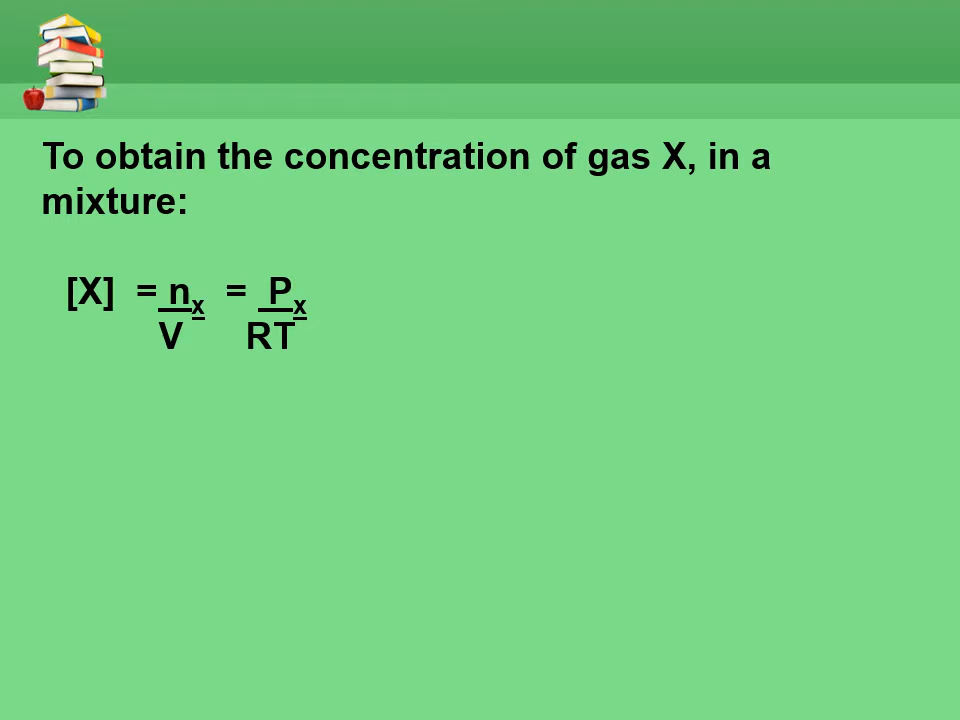 To obtain the concentration of gas X, in a
mixture:
[X] = nₓ = Pₓ
V RT